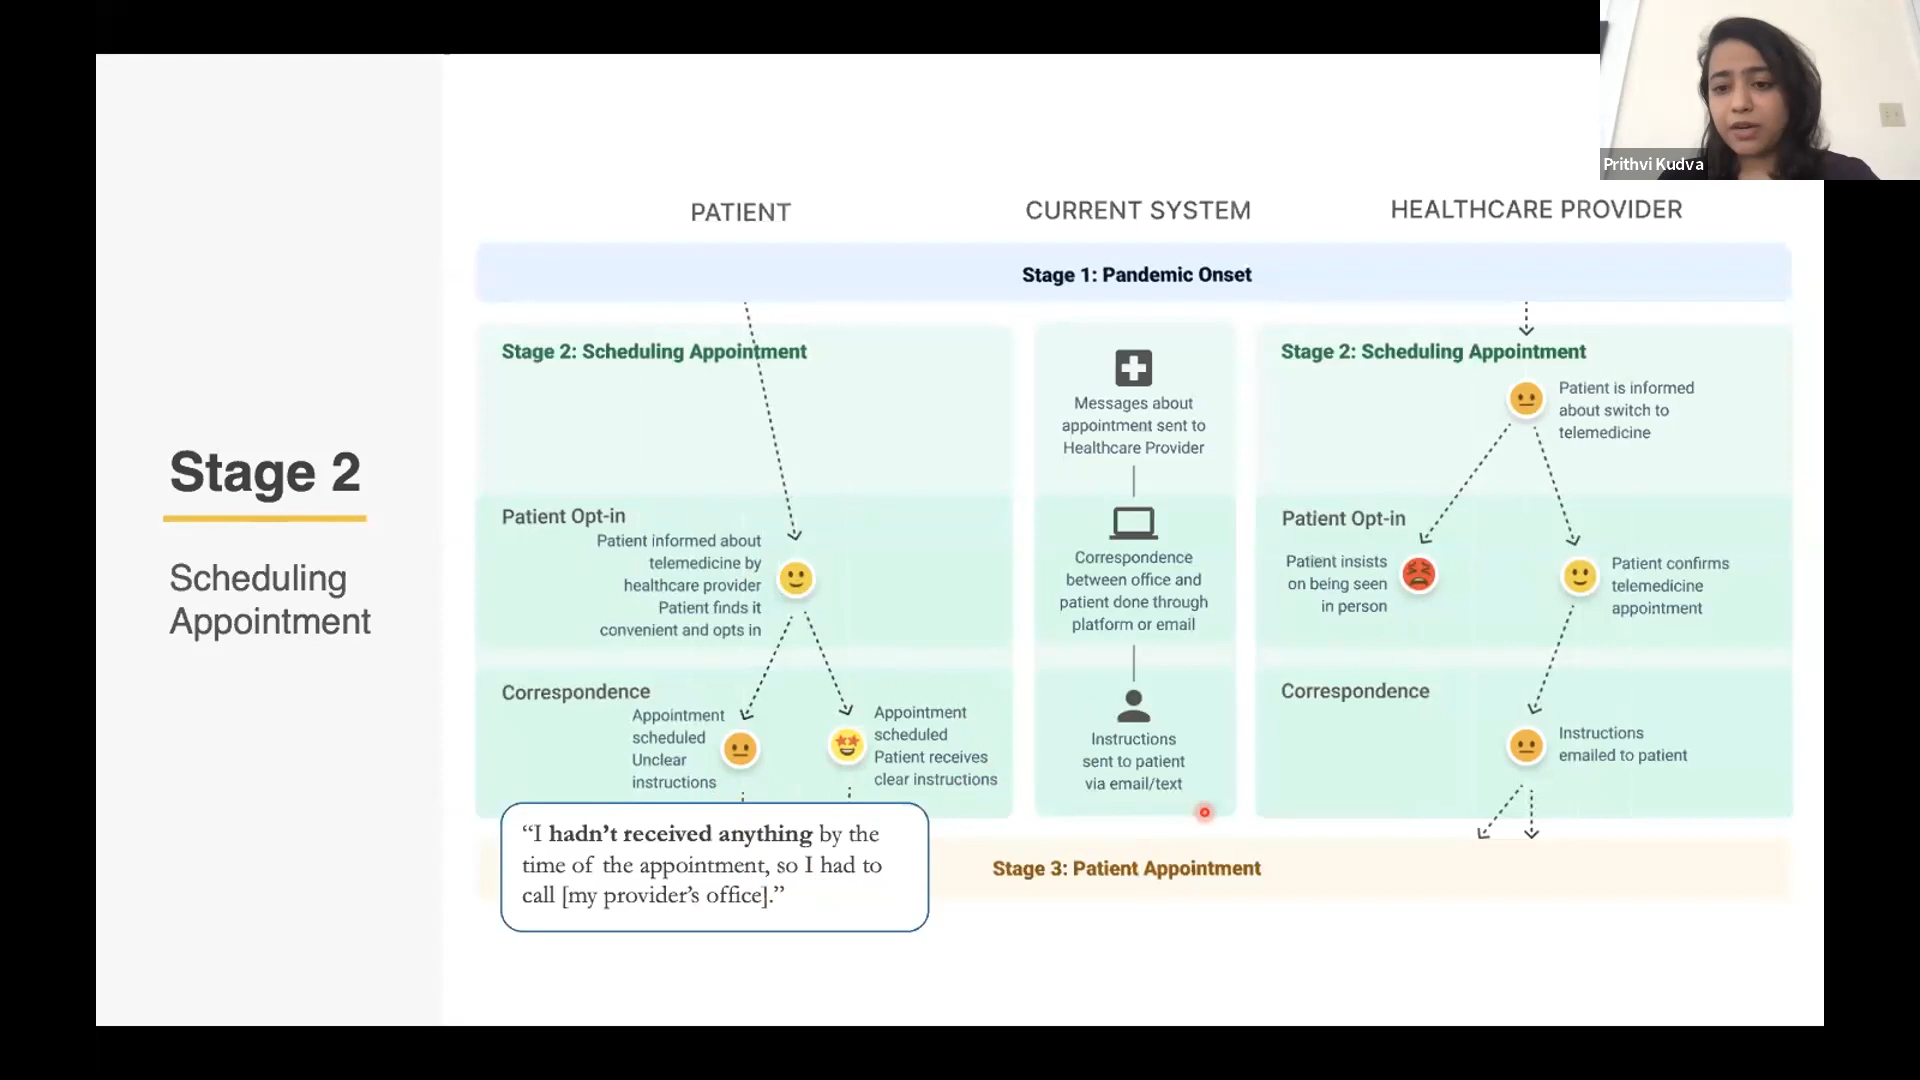 Prithvi Kudva
PATIENT
CURRENT SYSTEM
HEALTHCARE PROVIDER
Stage 1: Pandemic Onset
Stage 2
Scheduling
Appointment
Stage 2: Scheduling Appointment
Patient Opt-in
Patient informed about
telemedicine by
healthcare provider
Patient finds it
convenient and opts in
Correspondence
Appointment
scheduled
Unclear
instructions
Appointment
scheduled
Patient receives
clear instructions
“I hadn’t received anything by the
time of the appointment, so I had to
call [my provider’s office].”
Messages about
appointment sent to
Healthcare Provider
Correspondence
between office and
patient done through
platform or email
Instructions
sent to patient
via email/text
Stage 2: Scheduling Appointment
Patient is informed
about switch to
telemedicine
Patient Opt-in
Patient insists
on being seen
in person
Patient confirms
telemedicine
appointment
Correspondence
Instructions
emailed to patient
Stage 3: Patient Appointment